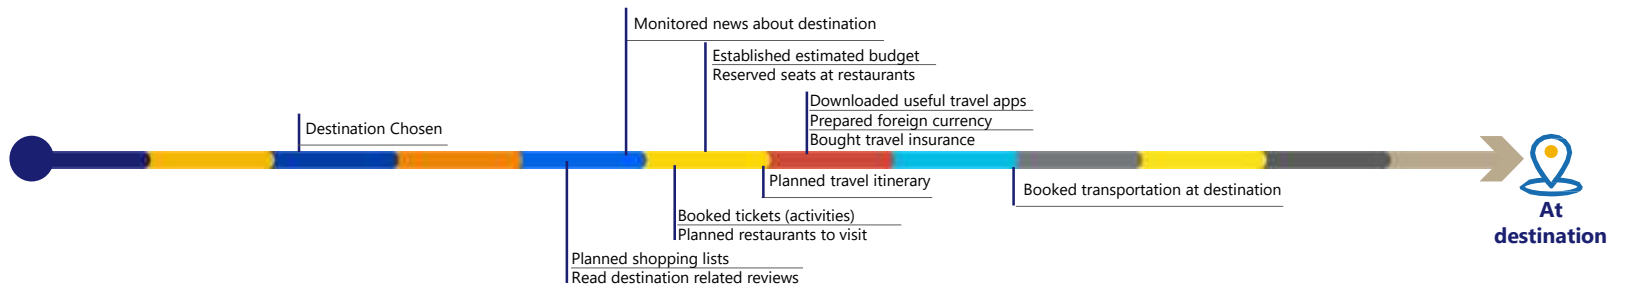 Monitored news about destination
Established estimated budget
Reserved seats at restaurants
Downloaded useful travel apps
Prepared foreign currency
Bought travel insurance
Destination Chosen
Planned travel itinerary
Booked transportation at destination
Booked tickets (activities)
Planned restaurants to visit
Planned shopping lists
Read destination related reviews
At
destination